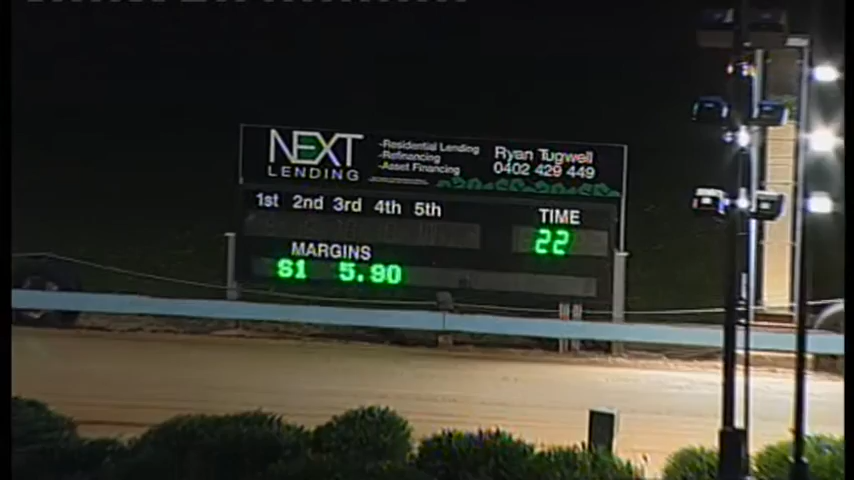 NEXT
LENDING
-Residential Lending
-Refinancing
-Asset Financing
Ryan Tugwell
0402 429 449
1st 2nd 3rd 4th 5th
TIME
22
MARGINS
S1 5.90